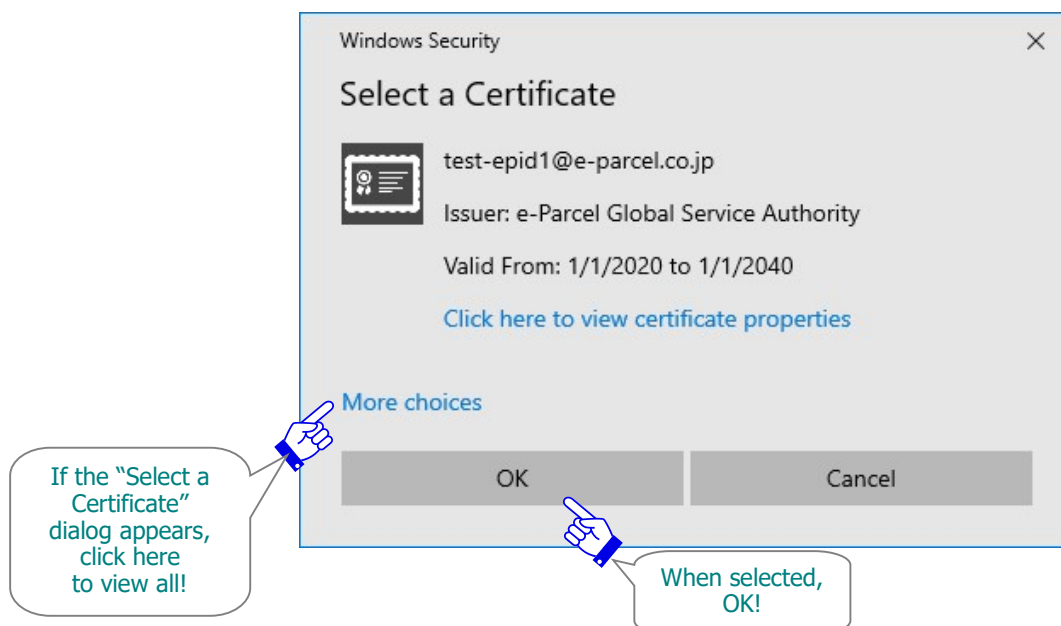 Windows Security
Select a Certificate
test-epid1@e-parcel.co.jp
Issuer: e-Parcel Global Service Authority
Valid From: 1/1/2020 to 1/1/2040
Click here to view certificate properties
More choices
OK
Cancel
If the “Select a
Certificate”
dialog appears,
click here
to view all!
When selected,
OK!